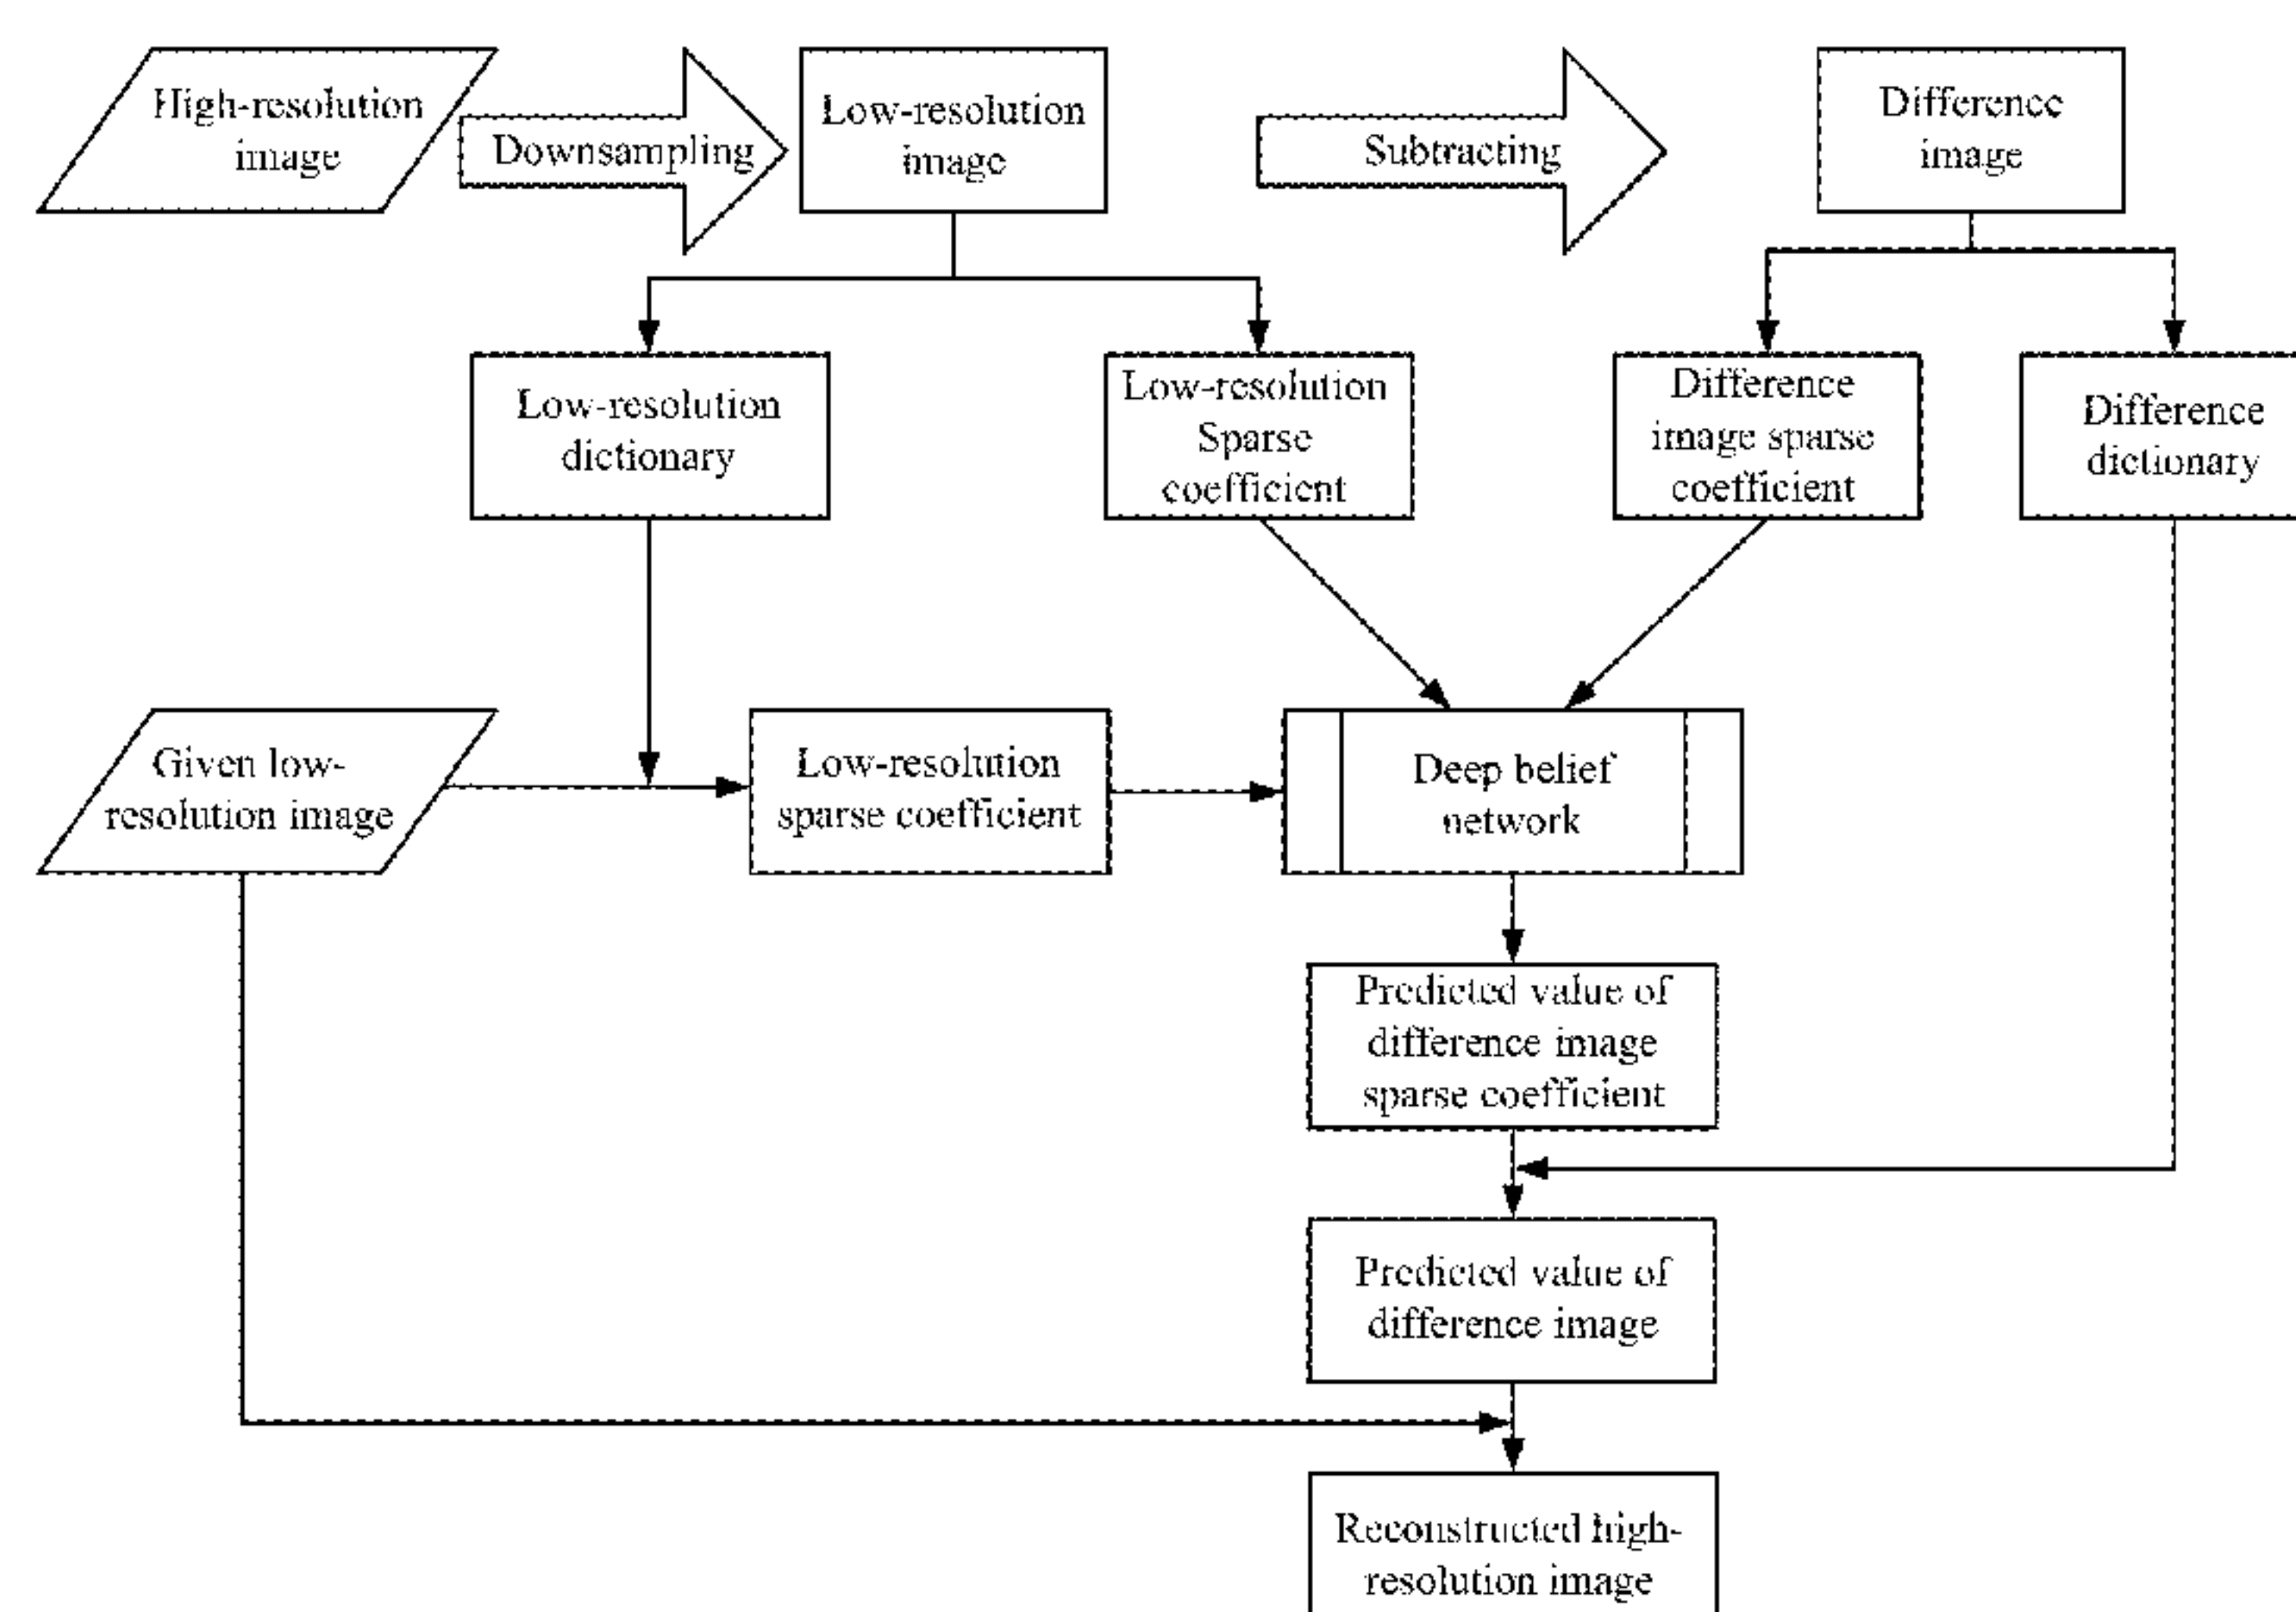 High-resolution
image
Downsampling
Low-resolution
image
Subtracting
Difference
image
Low-resolution
dictionary
Low-resolution
Sparse
coefficient
Difference
image sparse
coefficient
Difference
dictionary
Given low-
resolution image
Low-resolution
sparse coefficient
Deep belief
network
Predicted value of
difference image
sparse coefficient
Predicted value of
difference image
Reconstructed high-
resolution image